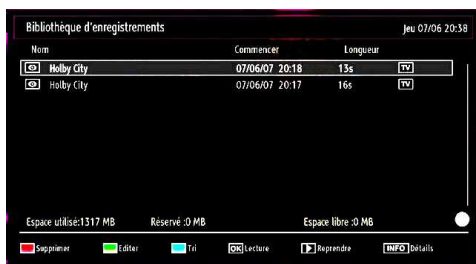 Bibliothèque d'enregistrements Jeu 07/06 20:38
Nom Commencer Longueur
Holby City 07/06/07 20:18 13s TV
Holby City 07/06/07 20:17 16s TV
Espace utilisé:1317 MB Réservé :0 MB Espace libre :0 MB
Supprimer Editer Tri OK Lecture Reprendre INFO Détails